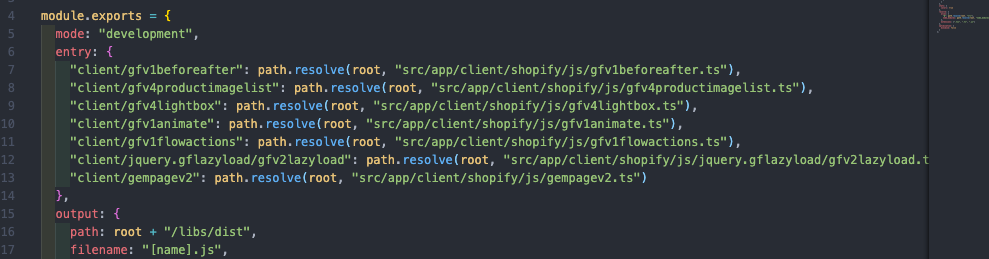 4 module.exports = {
5 mode: "development",
6 entry: {
7 "client/gfv1beforeafter": path.resolve(root, "src/app/client/shopify/js/gfv1beforeafter.ts"),
8 "client/gfv4productimagelist": path.resolve(root, "src/app/client/shopify/js/gfv4productimagelist.ts"),
9 "client/gfv4lightbox": path.resolve(root, "src/app/client/shopify/js/gfv4lightbox.ts"),
10 "client/gfv1animate": path.resolve(root, "src/app/client/shopify/js/gfv1animate.ts"),
11 "client/gfv1flowactions": path.resolve(root, "src/app/client/shopify/js/gfv1flowactions.ts"),
12 "client/jquery.gflazyload/gfv2lazyload": path.resolve(root, "src/app/client/shopify/js/jquery.gflazyload/gfv2lazyload.t
13 "client/gempagev2": path.resolve(root, "src/app/client/shopify/js/gempagev2.ts")
14 },
15 output: {
16 path: root + "/libs/dist",
17 filename: "[name].js",